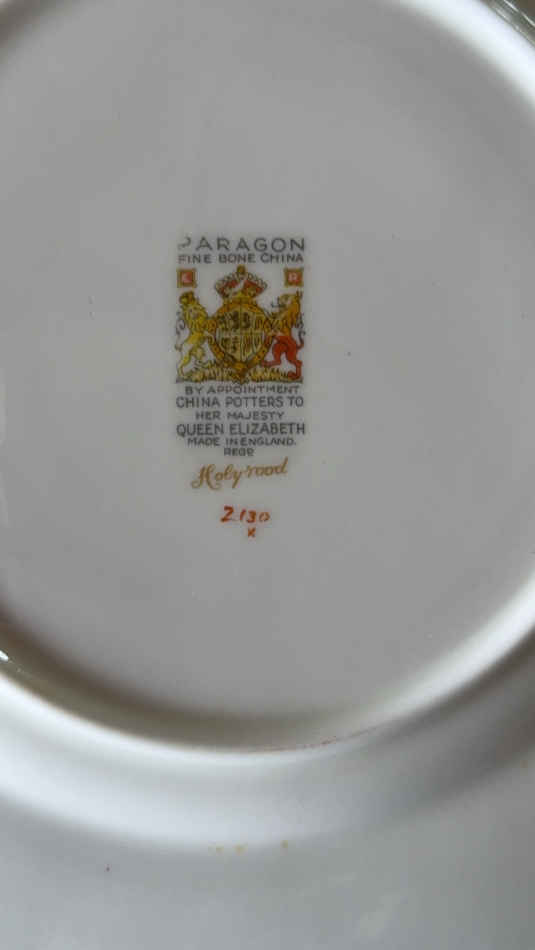 PARAGON
FINE BONE CHINA
E R
BY APPOINTMENT
CHINA POTTERS TO
HER MAJESTY
QUEEN ELIZABETH
MADE IN ENGLAND.
REGD
Holyrood
2130
x